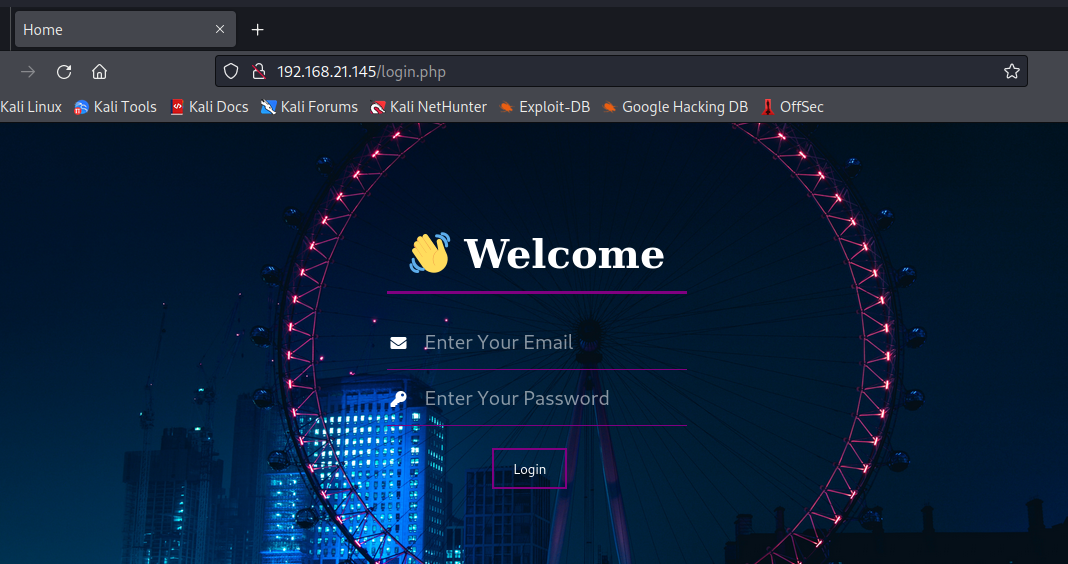 Home
192.168.21.145/login.php
Kali Linux Kali Tools Kali Docs Kali Forums Kali NetHunter Exploit-DB Google Hacking DB OffSec
👋 Welcome
Enter Your Email
Enter Your Password
Login